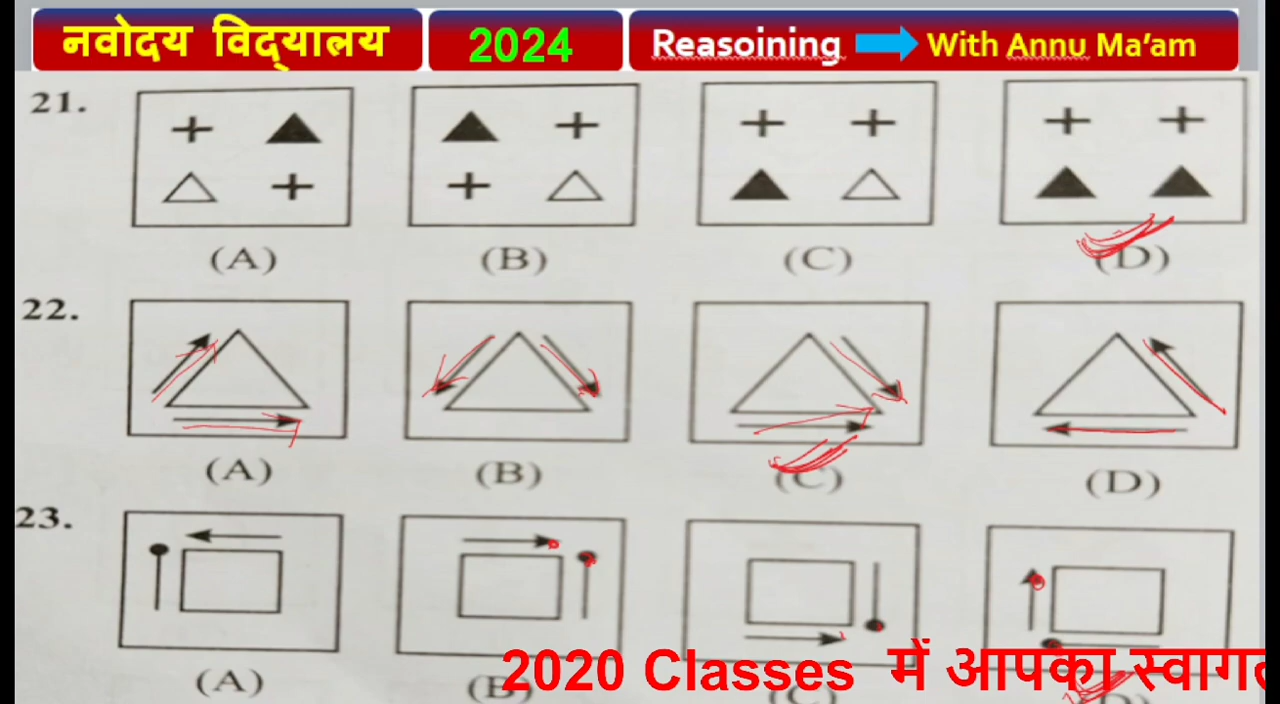 नवोदय विद्यालय 2024 Reasoining With Annu Ma'am
21.
(A) (B) (C) (D)
22.
(A) (B) (C) (D)
23.
(A) (B) (C) (D)
2020 Classes में आपका स्वागत